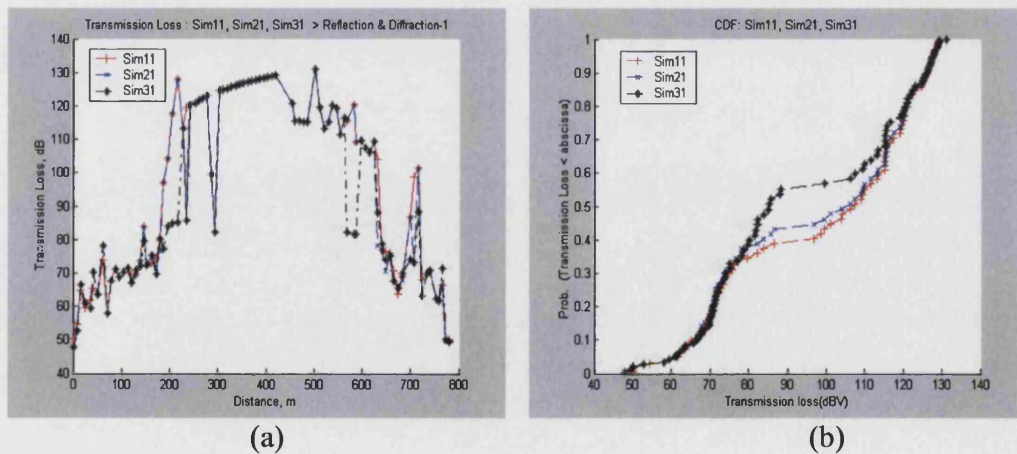 Transmission Loss : Sim11, Sim21, Sim31 > Reflection & Diffraction-1
140
130
120
110
100
90
80
70
60
50
40
Transmission Loss, dB
Sim11
Sim21
Sim31
0 100 200 300 400 500 600 700 800
Distance, m
(a)
CDF: Sim11, Sim21, Sim31
1
0.9
0.8
0.7
0.6
0.5
0.4
0.3
0.2
0.1
0
Prob. (Transmission Loss < abscissa)
Sim11
Sim21
Sim31
40 50 60 70 80 90 100 110 120 130 140
Transmission loss(dBV)
(b)